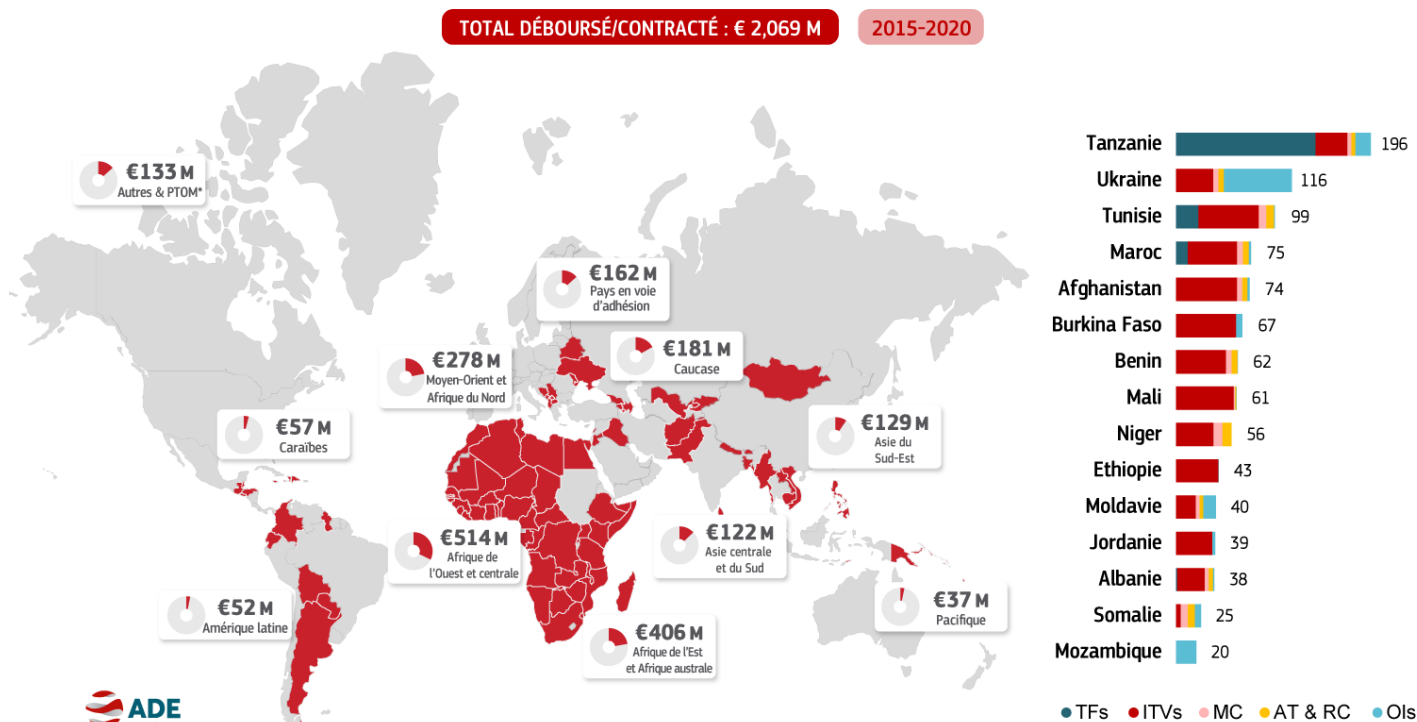 TOTAL DÉBOURSÉ/CONTRACTÉ : € 2,069 M
2015-2020
€133 M
Autres & PTOM*
€162 M
Pays en voie
d'adhésion
€278 M
Moyen-Orient et
Afrique du Nord
€181 M
Caucase
€57 M
Caraïbes
€129 M
Asie du
Sud-Est
€514 M
Afrique de
l'Ouest et centrale
€122 M
Asie centrale
et du Sud
€52 M
Amérique latine
€406 M
Afrique de l'Est
et Afrique australe
€37 M
Pacifique
ADE
Tanzanie 196
Ukraine 116
Tunisie 99
Maroc 75
Afghanistan 74
Burkina Faso 67
Benin 62
Mali 61
Niger 56
Ethiopie 43
Moldavie 40
Jordanie 39
Albanie 38
Somalie 25
Mozambique 20
TFs ITVs MC AT & RC OIs